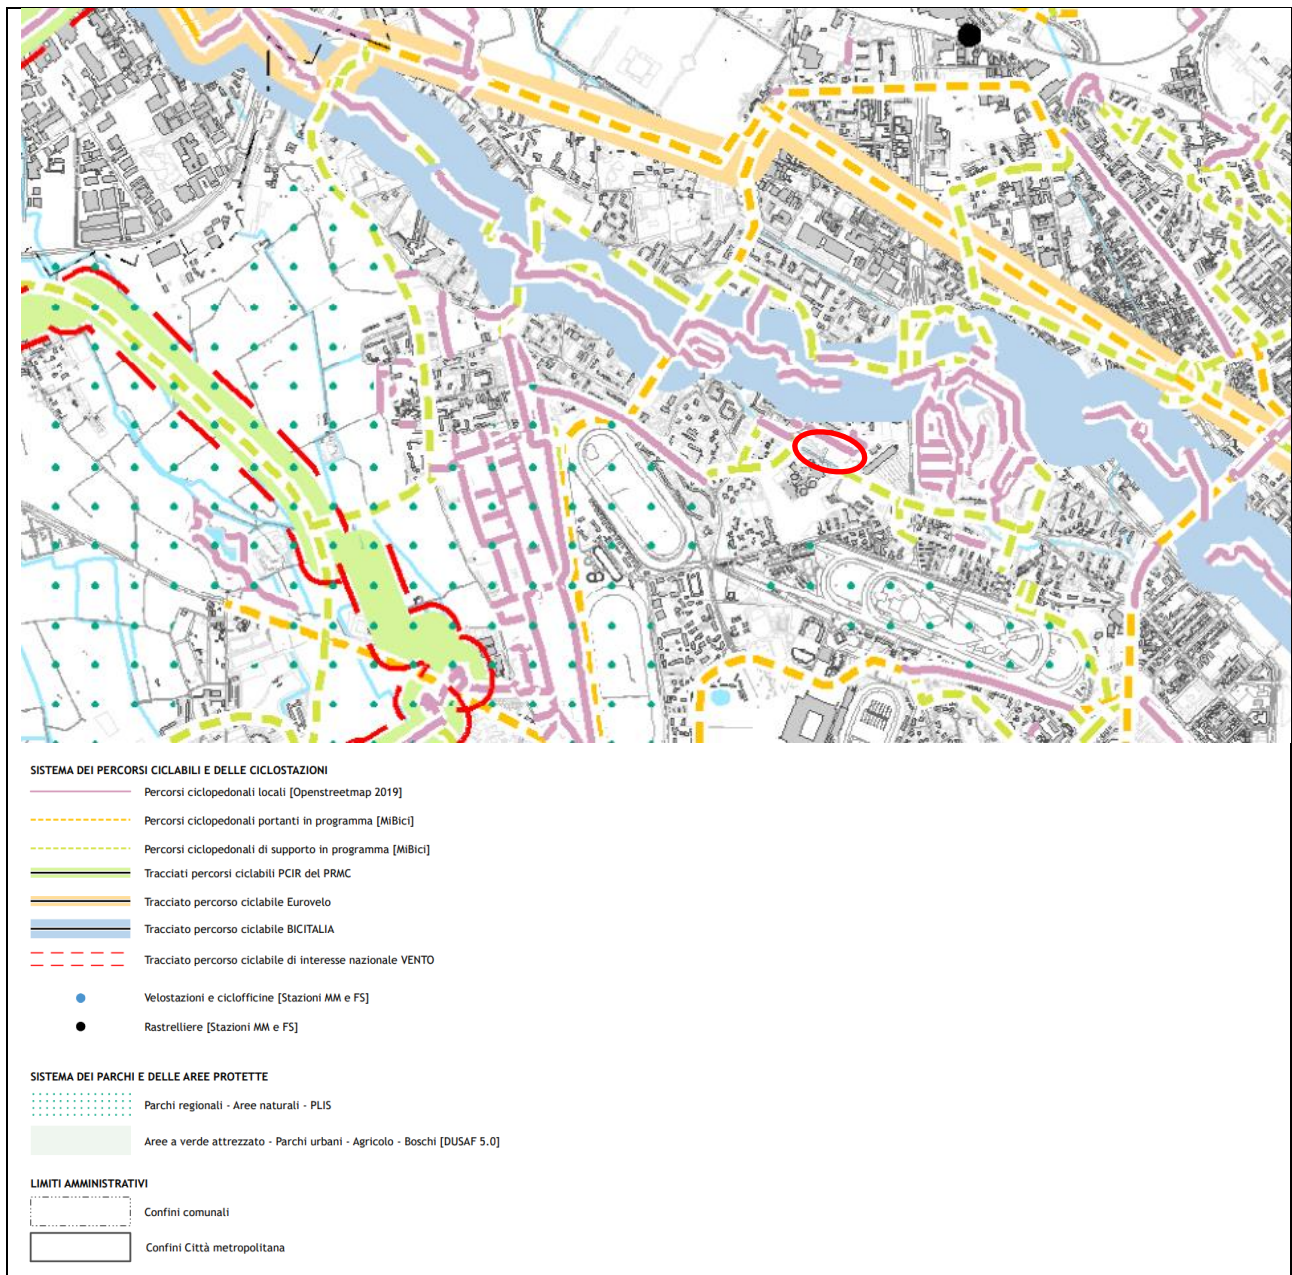 SISTEMA DEI PERCORSI CICLABILI E DELLE CICLOSTAZIONI
Percorsi ciclopedonali locali [Openstreetmap 2019]
Percorsi ciclopedonali portanti in programma [MiBici]
Percorsi ciclopedonali di supporto in programma [MiBici]
Tracciati percorsi ciclabili PCIR del PRMC
Tracciato percorso ciclabile Eurovelo
Tracciato percorso ciclabile BICITALIA
Tracciato percorso ciclabile di interesse nazionale VENTO
Velostazioni e ciclofficine [Stazioni MM e FS]
Rastrelliere [Stazioni MM e FS]
SISTEMA DEI PARCHI E DELLE AREE PROTETTE
Parchi regionali - Aree naturali - PLIS
Aree a verde attrezzato - Parchi urbani - Agricolo - Boschi [DUSAF 5.0]
LIMITI AMMINISTRATIVI
Confini comunali
Confini Città metropolitana